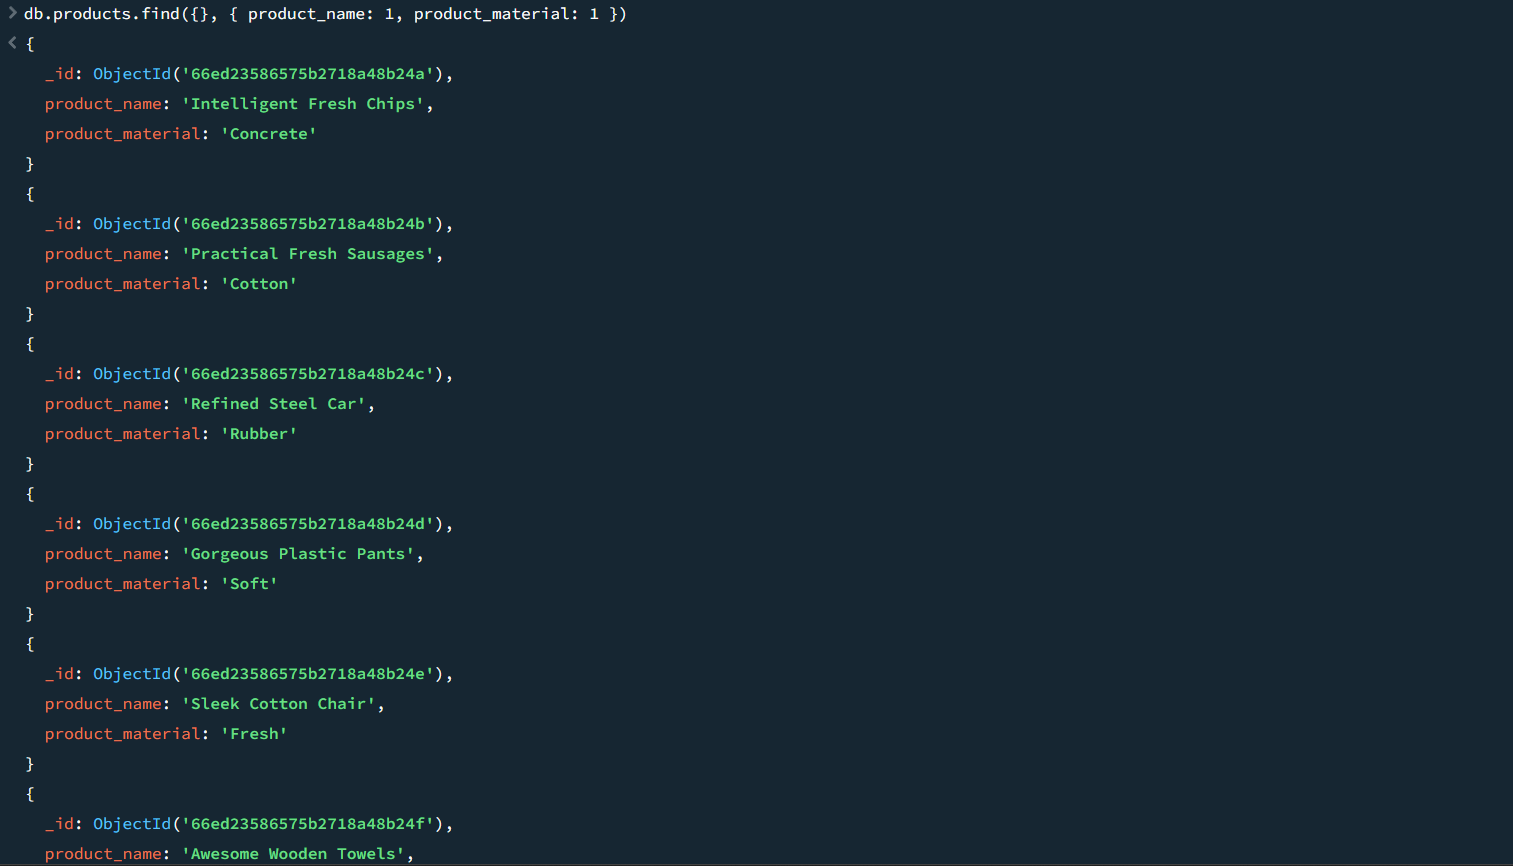 > db.products.find({}, { product_name: 1, product_material: 1 })
< {
_id: ObjectId('66ed23586575b2718a48b24a'),
product_name: 'Intelligent Fresh Chips',
product_material: 'Concrete'
}
{
_id: ObjectId('66ed23586575b2718a48b24b'),
product_name: 'Practical Fresh Sausages',
product_material: 'Cotton'
}
{
_id: ObjectId('66ed23586575b2718a48b24c'),
product_name: 'Refined Steel Car',
product_material: 'Rubber'
}
{
_id: ObjectId('66ed23586575b2718a48b24d'),
product_name: 'Gorgeous Plastic Pants',
product_material: 'Soft'
}
{
_id: ObjectId('66ed23586575b2718a48b24e'),
product_name: 'Sleek Cotton Chair',
product_material: 'Fresh'
}
{
_id: ObjectId('66ed23586575b2718a48b24f'),
product_name: 'Awesome Wooden Towels',